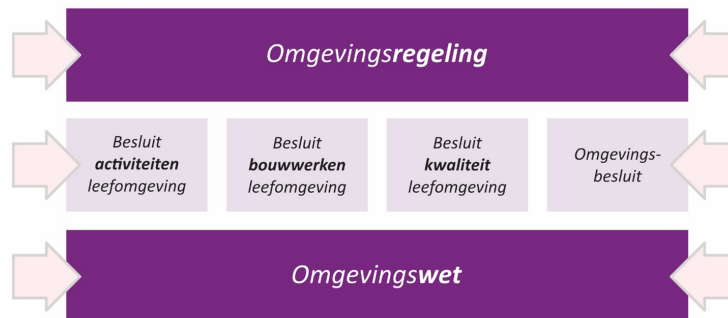 Omgevingsregeling
Besluit
activiteiten
leefomgeving
Besluit
bouwwerken
leefomgeving
Besluit
kwaliteit
leefomgeving
Omgevings-
besluit
Omgevingswet